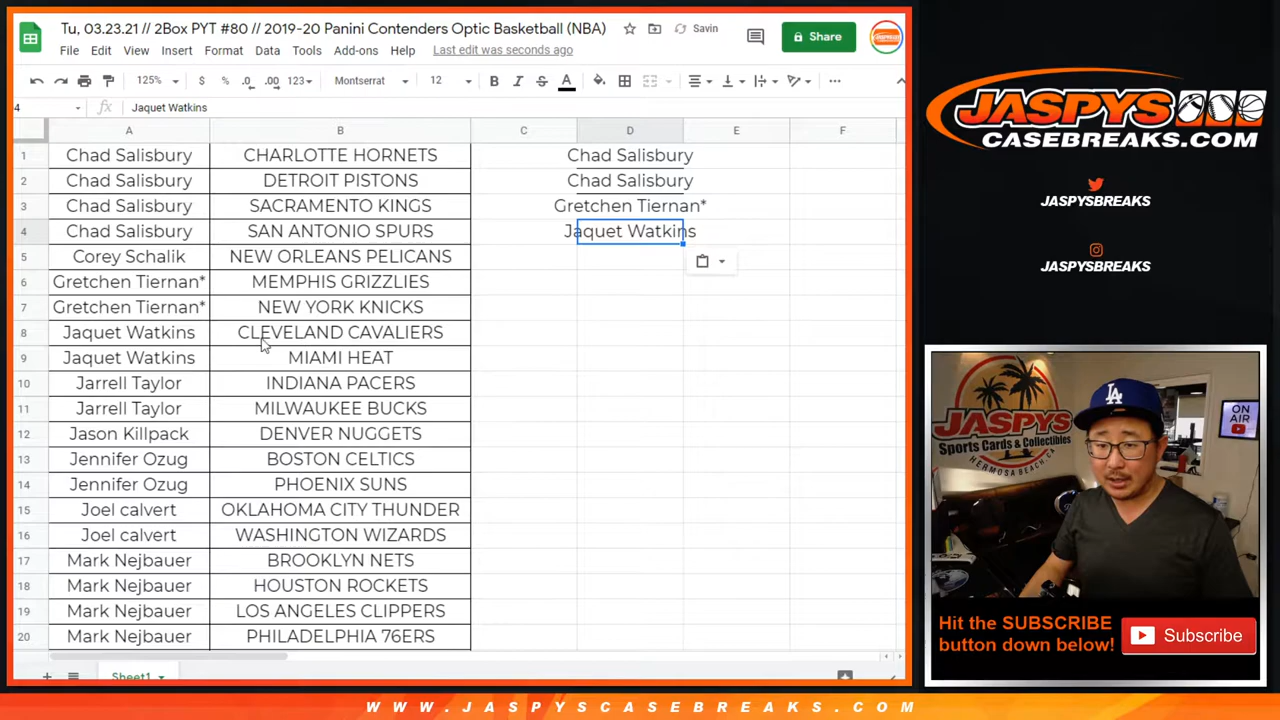 Tu, 03.23.21 // 2Box PYT #80 // 2019-20 Panini Contenders Optic Basketball (NBA) Savin
File Edit View Insert Format Data Tools Add-ons Help Last edit was seconds ago
Share
125% $ % .0 .00 123 Montserrat 12 B I S A
4 fx Jaquet Watkins
A B C D E F
1 Chad Salisbury CHARLOTTE HORNETS Chad Salisbury
2 Chad Salisbury DETROIT PISTONS Chad Salisbury
3 Chad Salisbury SACRAMENTO KINGS Gretchen Tiernan*
4 Chad Salisbury SAN ANTONIO SPURS Jaquet Watkins
5 Corey Schalik NEW ORLEANS PELICANS
6 Gretchen Tiernan* MEMPHIS GRIZZLIES
7 Gretchen Tiernan* NEW YORK KNICKS
8 Jaquet Watkins CLEVELAND CAVALIERS
9 Jaquet Watkins MIAMI HEAT
10 Jarrell Taylor INDIANA PACERS
11 Jarrell Taylor MILWAUKEE BUCKS
12 Jason Killpack DENVER NUGGETS
13 Jennifer Ozug BOSTON CELTICS
14 Jennifer Ozug PHOENIX SUNS
15 Joel calvert OKLAHOMA CITY THUNDER
16 Joel calvert WASHINGTON WIZARDS
17 Mark Nejbauer BROOKLYN NETS
18 Mark Nejbauer HOUSTON ROCKETS
19 Mark Nejbauer LOS ANGELES CLIPPERS
20 Mark Nejbauer PHILADELPHIA 76ERS
Sheet1
JASPYS
CASEBREAKS.COM
JASPYSBREAKS
JASPYSBREAKS
JASPYS
Sports Cards & Collectibles
HERMOSA BEACH, CA
LA
ON
AIR
Hit the SUBSCRIBE
button down below!
Subscribe
WWW.JASPYSCASEBREAKS.COM